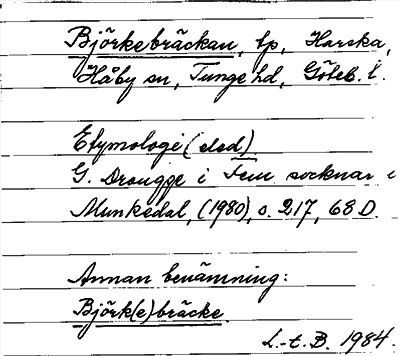 Björkebräckan, tp, Harska,
Håby sn, Tunge hd, Göteb. l.
Etymologi (eled)
G. Drougge i Fem socknar i
Munkedal, (1980), s. 217, 68 D.
Annan benämning:
Björk(e)bräcke
L.-t. B. 1984.